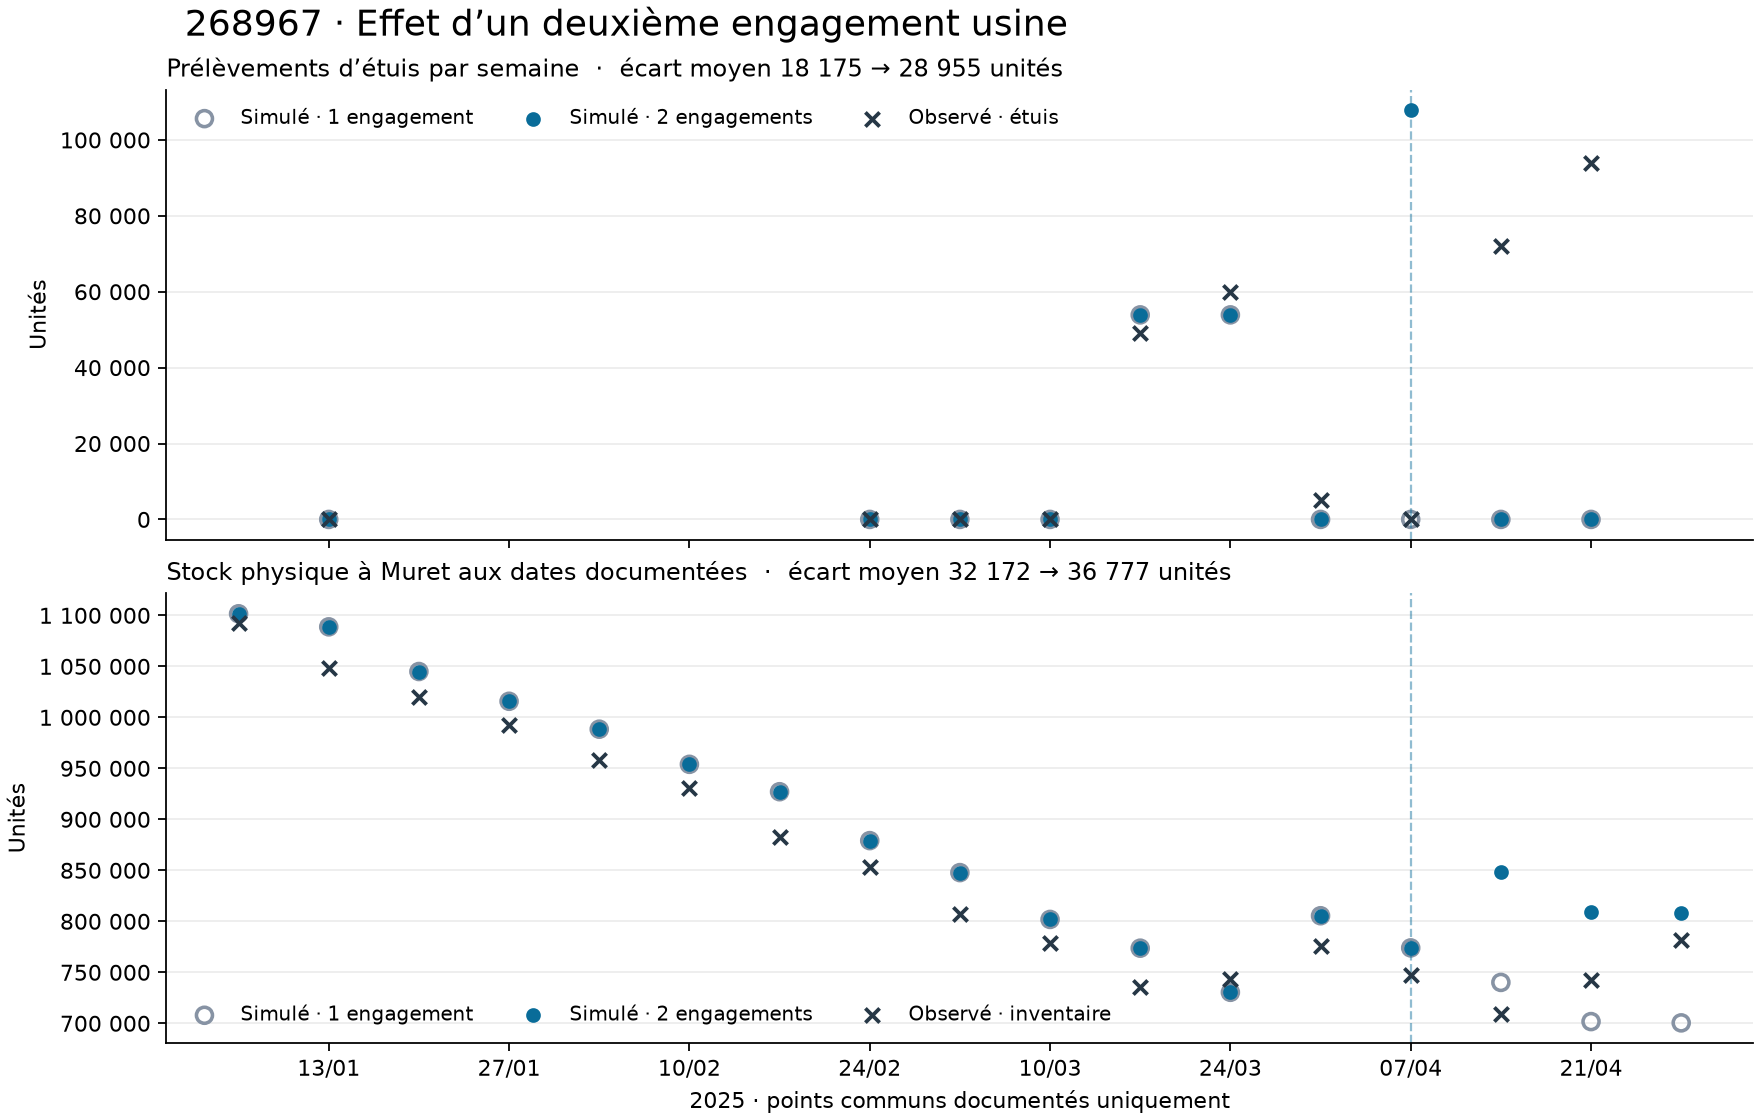 268967 · Effet d’un deuxième engagement usine
Prélèvements d’étuis par semaine · écart moyen 18 175 → 28 955 unités
Simulé · 1 engagement
Simulé · 2 engagements
Observé · étuis
100 000
80 000
60 000
40 000
20 000
0
Unités
Stock physique à Muret aux dates documentées · écart moyen 32 172 → 36 777 unités
1 100 000
1 050 000
1 000 000
950 000
900 000
850 000
800 000
750 000
700 000
Unités
Simulé · 1 engagement
Simulé · 2 engagements
Observé · inventaire
13/01
27/01
10/02
24/02
10/03
24/03
07/04
21/04
2025 · points communs documentés uniquement